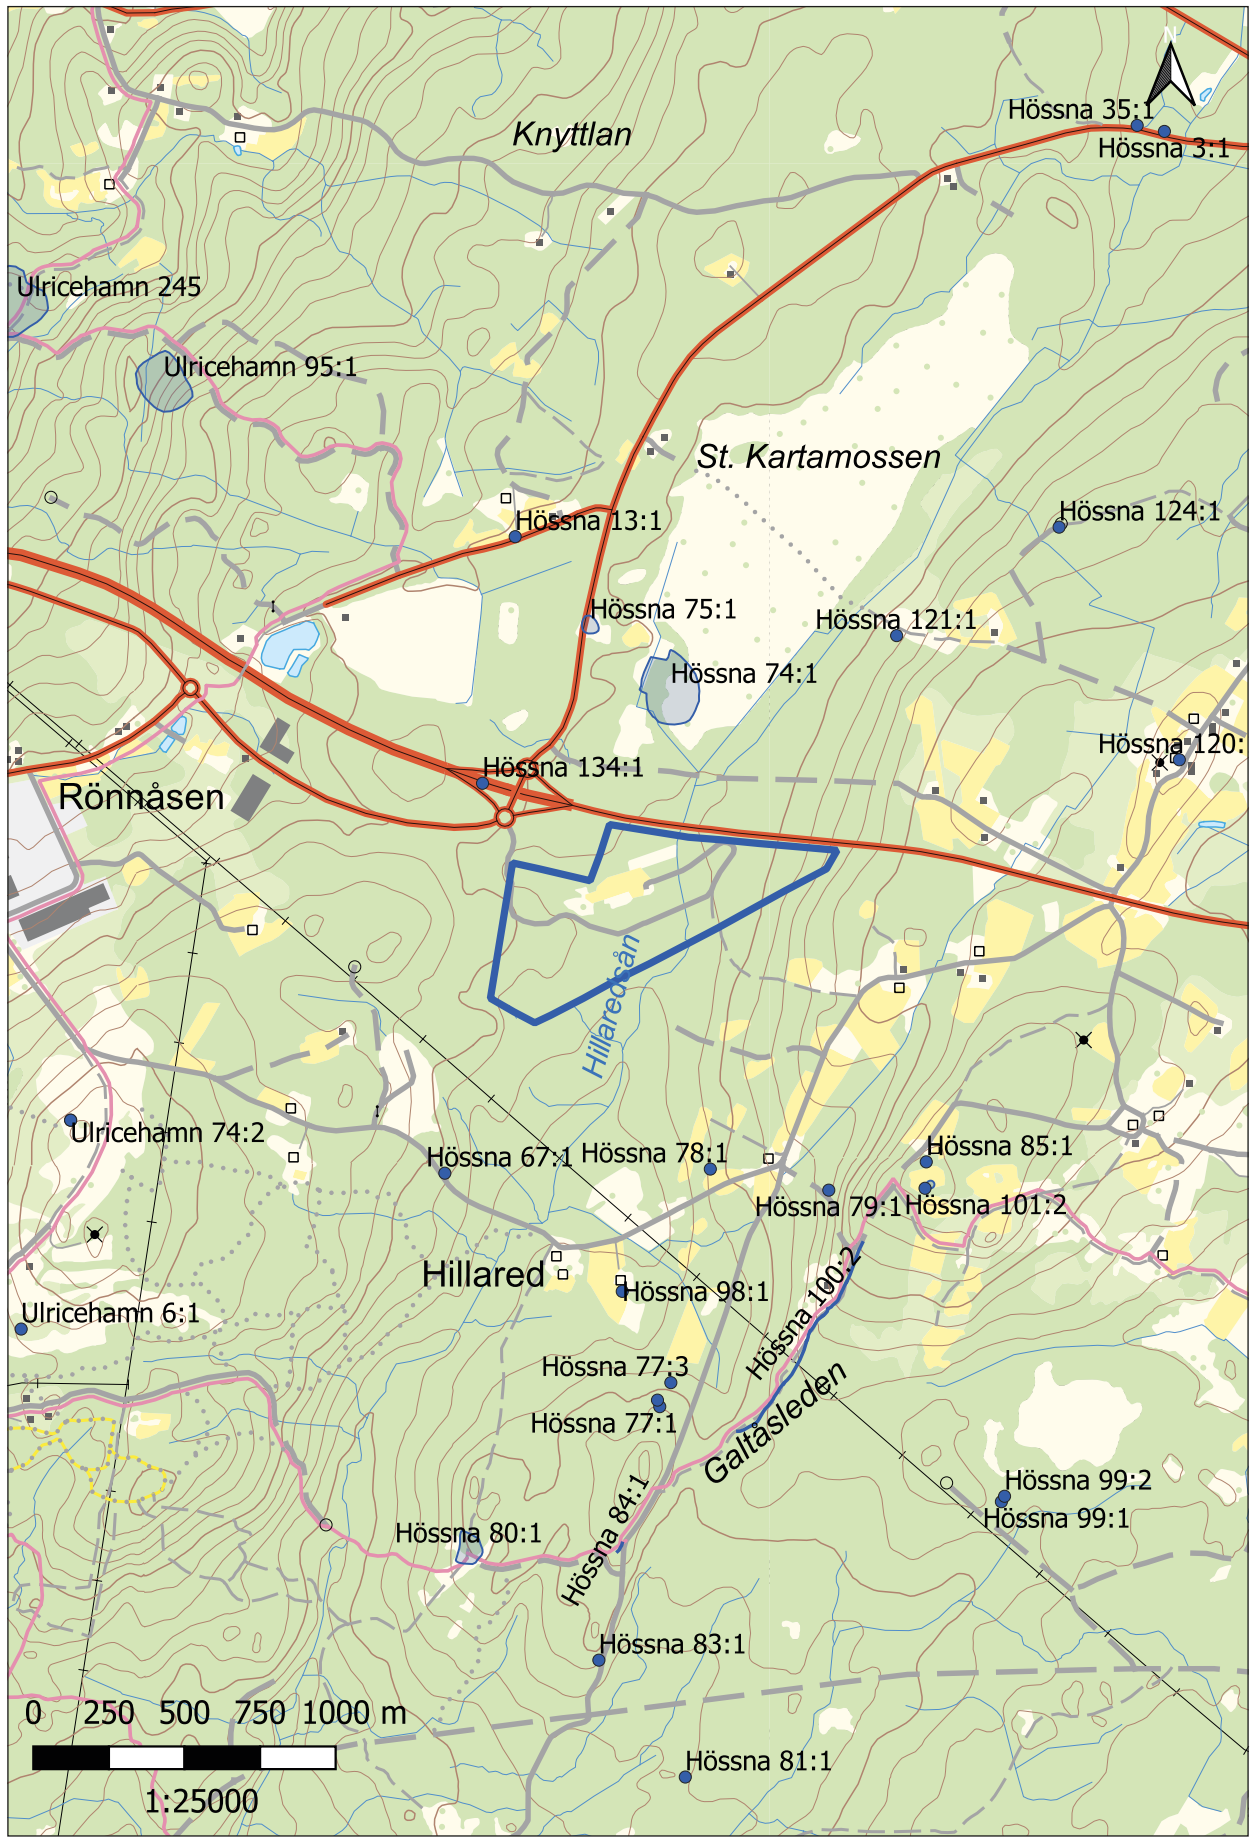 N
Hössna 35:1
Knyttlan
Hössna 3:1
Ulricehamn 245
Ulricehamn 95:1
St. Kartamossen
Hössna 13:1
Hössna 124:1
Hössna 75:1
Hössna 121:1
Hössna 74:1
Hössna 120:
Hössna 134:1
Rönnåsen
Hillaredsån
Ulricehamn 74:2
Hössna 67:1
Hössna 78:1
Hössna 85:1
Hössna 79:1
Hössna 101:2
Hillared
Hössna 98:1
Hössna 100:2
Ulricehamn 6:1
Hössna 77:3
Hössna 77:1
Galtåsleden
Hössna 99:2
Hössna 99:1
Hössna 84:1
Hössna 80:1
Hössna 83:1
0 250 500 750 1000 m
Hössna 81:1
1:25000